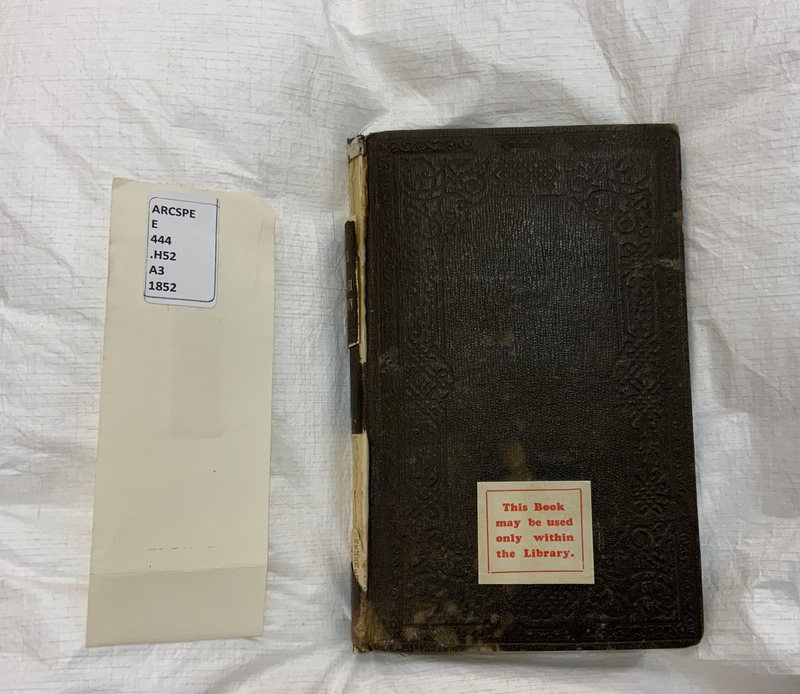 ARCSPE
E
444
.H52
A3
1852
This Book
may be used
only within
the Library.